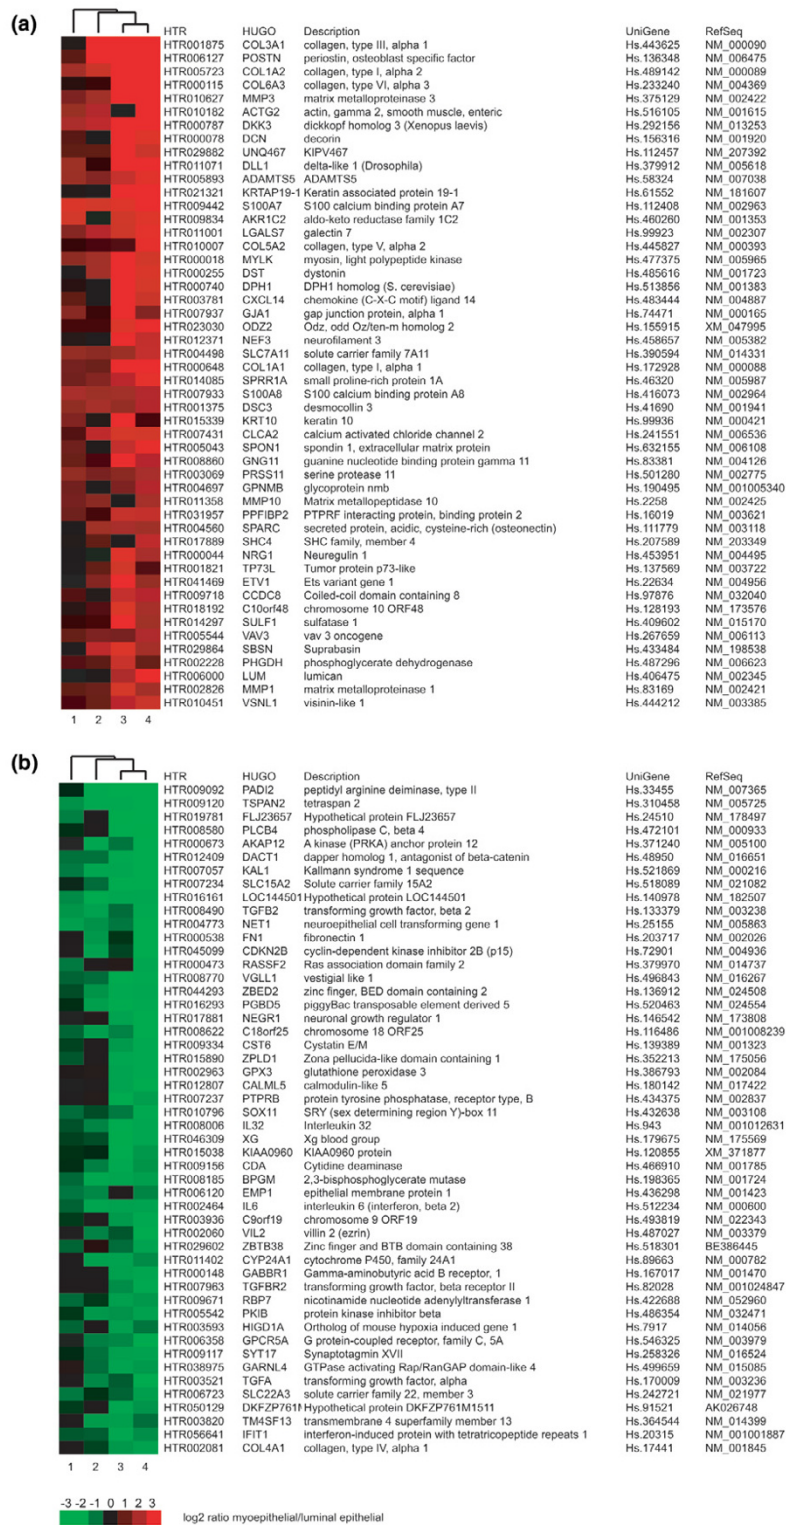 (a)
HTR HUGO Description UniGene RefSeq
HTR001875 COL3A1 collagen, type III, alpha 1 Hs.443625 NM_000090
HTR006127 POSTN periostin, osteoblast specific factor Hs.136348 NM_006475
HTR005723 COL1A2 collagen, type I, alpha 2 Hs.489142 NM_000089
HTR000115 COL6A3 collagen, type VI, alpha 3 Hs.233240 NM_004369
HTR010627 MMP3 matrix metalloproteinase 3 Hs.375129 NM_002422
HTR010182 ACTG2 actin, gamma 2, smooth muscle, enteric Hs.516105 NM_001615
HTR000787 DKK3 dickkopf homolog 3 (Xenopus laevis) Hs.292156 NM_013253
HTR000078 DCN decorin Hs.156316 NM_001920
HTR029882 UNQ467 KIPV467 Hs.112457 NM_207392
HTR011071 DLL1 delta-like 1 (Drosophila) Hs.379912 NM_005618
HTR005893 ADAMTS5 ADAMTS5 Hs.58324 NM_007038
HTR021321 KRTAP19-1 Keratin associated protein 19-1 Hs.61552 NM_181607
HTR009442 S100A7 S100 calcium binding protein A7 Hs.112408 NM_002963
HTR009834 AKR1C2 aldo-keto reductase family 1C2 Hs.460260 NM_001353
HTR011001 LGALS7 galectin 7 Hs.99923 NM_002307
HTR010007 COL5A2 collagen, type V, alpha 2 Hs.445827 NM_000393
HTR000018 MYLK myosin, light polypeptide kinase Hs.477375 NM_005965
HTR000255 DST dystonin Hs.485616 NM_001723
HTR000740 DPH1 DPH1 homolog (S. cerevisiae) Hs.513856 NM_001383
HTR003781 CXCL14 chemokine (C-X-C motif) ligand 14 Hs.483444 NM_004887
HTR007937 GJA1 gap junction protein, alpha 1 Hs.74471 NM_000165
HTR023030 ODZ2 Odz, odd Oz/ten-m homolog 2 Hs.155915 XM_047995
HTR012371 NEF3 neurofilament 3 Hs.458657 NM_005382
HTR004498 SLC7A11 solute carrier family 7A11 Hs.390594 NM_014331
HTR000648 COL1A1 collagen, type I, alpha 1 Hs.172928 NM_000088
HTR014085 SPRR1A small proline-rich protein 1A Hs.46320 NM_005987
HTR007933 S100A8 S100 calcium binding protein A8 Hs.416073 NM_002964
HTR001375 DSC3 desmocollin 3 Hs.41690 NM_001941
HTR015339 KRT10 keratin 10 Hs.99936 NM_000421
HTR007431 CLCA2 calcium activated chloride channel 2 Hs.241551 NM_006536
HTR005043 SPON1 spondin 1, extracellular matrix protein Hs.632155 NM_006108
HTR008860 GNG11 guanine nucleotide binding protein gamma 11 Hs.83381 NM_004126
HTR003069 PRSS11 serine protease 11 Hs.501280 NM_002775
HTR004697 GPNMB glycoprotein nmb Hs.190495 NM_001005340
HTR011358 MMP10 Matrix metallopeptidase 10 Hs.2258 NM_002425
HTR031957 PPFIBP2 PTPRF interacting protein, binding protein 2 Hs.16019 NM_003621
HTR004560 SPARC secreted protein, acidic, cysteine-rich (osteonectin) Hs.111779 NM_003118
HTR017889 SHC4 SHC family, member 4 Hs.207589 NM_203349
HTR000044 NRG1 Neuregulin 1 Hs.453951 NM_004495
HTR001821 TP73L Tumor protein p73-like Hs.137569 NM_003722
HTR041469 ETV1 Ets variant gene 1 Hs.22634 NM_004956
HTR009718 CCDC8 Coiled-coil domain containing 8 Hs.97876 NM_032040
HTR018192 C10orf48 chromosome 10 ORF48 Hs.128193 NM_173576
HTR014297 SULF1 sulfatase 1 Hs.409602 NM_015170
HTR005544 VAV3 vav 3 oncogene Hs.267659 NM_006113
HTR029864 SBSN Suprabasin Hs.433484 NM_198538
HTR002228 PHGDH phosphoglycerate dehydrogenase Hs.487296 NM_006623
HTR006000 LUM lumican Hs.406475 NM_002345
HTR002826 MMP1 matrix metalloproteinase 1 Hs.83169 NM_002421
HTR010451 VSNL1 visinin-like 1 Hs.444212 NM_003385
1 2 3 4
(b)
HTR HUGO Description UniGene RefSeq
HTR009092 PADI2 peptidyl arginine deiminase, type II Hs.33455 NM_007365
HTR009120 TSPAN2 tetraspan 2 Hs.310458 NM_005725
HTR019781 FLJ23657 Hypothetical protein FLJ23657 Hs.24510 NM_178497
HTR008580 PLCB4 phospholipase C, beta 4 Hs.472101 NM_000933
HTR000673 AKAP12 A kinase (PRKA) anchor protein 12 Hs.371240 NM_005100
HTR012409 DACT1 dapper homolog 1, antagonist of beta-catenin Hs.48950 NM_016651
HTR007057 KAL1 Kallmann syndrome 1 sequence Hs.521869 NM_000216
HTR007234 SLC15A2 Solute carrier family 15A2 Hs.518089 NM_021082
HTR016161 LOC144501 Hypothetical protein LOC144501 Hs.140978 NM_182507
HTR008490 TGFB2 transforming growth factor, beta 2 Hs.133379 NM_003238
HTR004773 NET1 neuroepithelial cell transforming gene 1 Hs.25155 NM_005863
HTR000538 FN1 fibronectin 1 Hs.203717 NM_002026
HTR045099 CDKN2B cyclin-dependent kinase inhibitor 2B (p15) Hs.72901 NM_004936
HTR000473 RASSF2 Ras association domain family 2 Hs.379970 NM_014737
HTR008770 VGLL1 vestigial like 1 Hs.496843 NM_016267
HTR044293 ZBED2 zinc finger, BED domain containing 2 Hs.136912 NM_024508
HTR016293 PGBD5 piggyBac transposable element derived 5 Hs.520463 NM_024554
HTR017881 NEGR1 neuronal growth regulator 1 Hs.146542 NM_173808
HTR008622 C18orf25 chromosome 18 ORF25 Hs.116486 NM_001008239
HTR009334 CST6 Cystatin E/M Hs.139389 NM_001323
HTR015890 ZPLD1 Zona pellucida-like domain containing 1 Hs.352213 NM_175056
HTR002963 GPX3 glutathione peroxidase 3 Hs.386793 NM_002084
HTR012807 CALML5 calmodulin-like 5 Hs.180142 NM_017422
HTR007237 PTPRB protein tyrosine phosphatase, receptor type, B Hs.434375 NM_002837
HTR010796 SOX11 SRY (sex determining region Y)-box 11 Hs.432638 NM_003108
HTR008006 IL32 Interleukin 32 Hs.943 NM_001012631
HTR046309 XG Xg blood group Hs.179675 NM_175569
HTR015038 KIAA0960 KIAA0960 protein Hs.120855 XM_371877
HTR009156 CDA Cytidine deaminase Hs.466910 NM_001785
HTR008185 BPGM 2,3-bisphosphoglycerate mutase Hs.198365 NM_001724
HTR006120 EMP1 epithelial membrane protein 1 Hs.436298 NM_001423
HTR002464 IL6 interleukin 6 (interferon, beta 2) Hs.512234 NM_000600
HTR003936 C9orf19 chromosome 9 ORF19 Hs.493819 NM_022343
HTR002060 VIL2 villin 2 (ezrin) Hs.487027 NM_003379
HTR029602 ZBTB38 Zinc finger and BTB domain containing 38 Hs.518301 BE386445
HTR011402 CYP24A1 cytochrome P450, family 24A1 Hs.89663 NM_000782
HTR000148 GABBR1 Gamma-aminobutyric acid B receptor, 1 Hs.167017 NM_001470
HTR007963 TGFBR2 transforming growth factor, beta receptor II Hs.82028 NM_001024847
HTR009671 RBP7 nicotinamide nucleotide adenylyltransferase 1 Hs.422688 NM_052960
HTR005542 PKIB protein kinase inhibitor beta Hs.486354 NM_032471
HTR003593 HIGD1A Ortholog of mouse hypoxia induced gene 1 Hs.7917 NM_014056
HTR006358 GPCR5A G protein-coupled receptor, family C, 5A Hs.546325 NM_003979
HTR009117 SYT17 Synaptotagmin XVII Hs.258326 NM_016524
HTR038975 GARNL4 GTPase activating Rap/RanGAP domain-like 4 Hs.499659 NM_015085
HTR003521 TGFA transforming growth factor, alpha Hs.170009 NM_003236
HTR006723 SLC22A3 solute carrier family 22, member 3 Hs.242721 NM_021977
HTR050129 DKFZP761M Hypothetical protein DKFZP761M1511 Hs.91521 AK026748
HTR003820 TM4SF13 transmembrane 4 superfamily member 13 Hs.364544 NM_014399
HTR056641 IFIT1 interferon-induced protein with tetratricopeptide repeats 1 Hs.20315 NM_001001887
HTR002081 COL4A1 collagen, type IV, alpha 1 Hs.17441 NM_001845
1 2 3 4
-3 -2 -1 0 1 2 3
log2 ratio myoepithelial/luminal epithelial